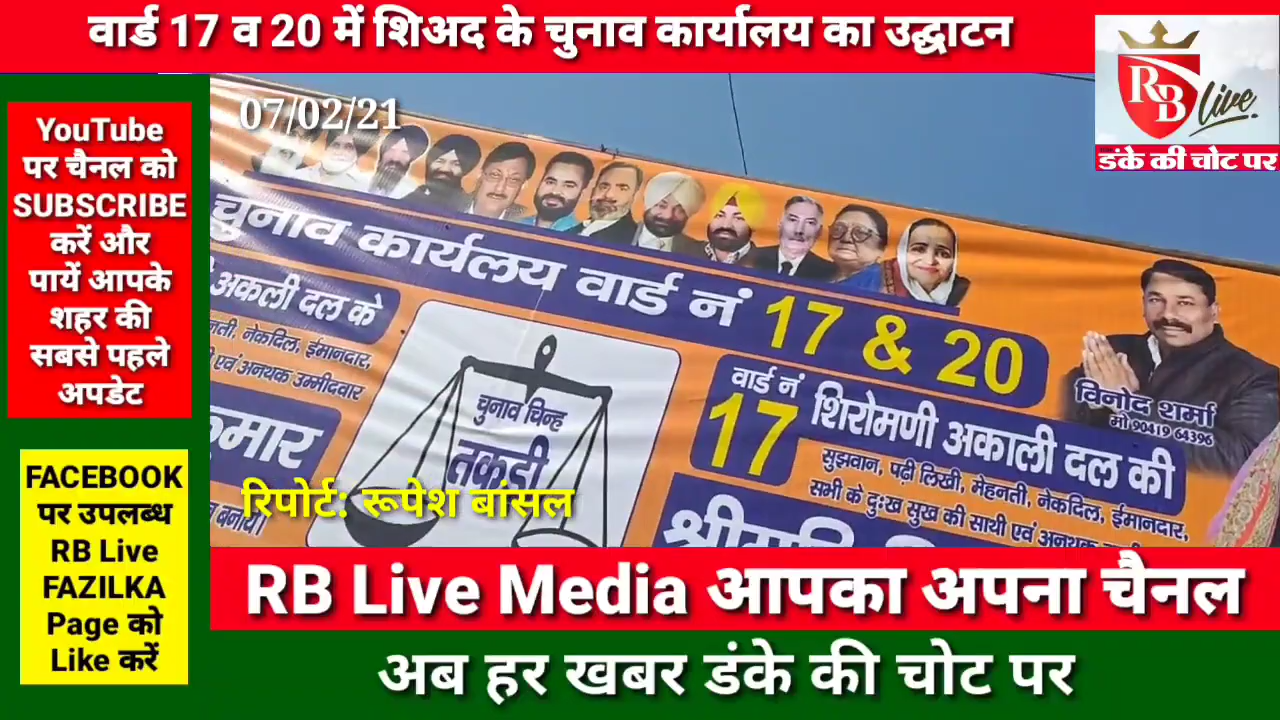 वार्ड 17 व 20 में शिअद के चुनाव कार्यालय का उद्घाटन
RB
Live
डंके की चोट पर
07/02/21
YouTube
पर चैनल को
SUBSCRIBE
करें और
पायें आपके
शहर की
सबसे पहले
अपडेट
FACEBOOK
पर उपलब्ध
RB Live
FAZILKA
Page को
Like करें
चुनाव कार्यलय वार्ड नं 17 & 20
अकाली दल के
नेकदिल, ईमानदार,
एवं अनथक उम्मीदवार
चुनाव चिन्ह
तकड़ी
वार्ड नं
17
शिरोमणी अकाली दल की
सुझवान, पढ़ी लिखी, मेहनती, नेकदिल, ईमानदार,
सभी के दुःख सुख की साथी एवं अनथक
विनोद शर्मा
मो. 90419 64396
रिपोर्ट: रूपेश बांसल
RB Live Media आपका अपना चैनल
अब हर खबर डंके की चोट पर